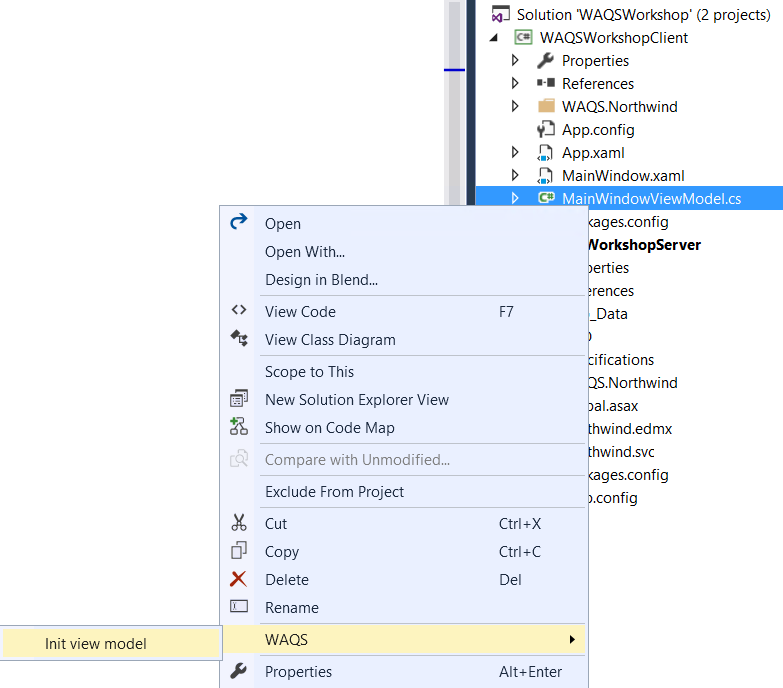 Solution 'WAQSWorkshop' (2 projects)
C# WAQSWorkshopClient
Properties
References
WAQS.Northwind
App.config
App.xaml
MainWindow.xaml
C# MainWindowViewModel.cs
kages.config
WorkshopServer
perties
erences
_Data
cifications
QS.Northwind
bal.asax
thwind.edmx
thwind.svc
kages.config
.config
Open
Open With...
Design in Blend...
View Code F7
View Class Diagram
Scope to This
New Solution Explorer View
Show on Code Map
Compare with Unmodified...
Exclude From Project
Cut Ctrl+X
Copy Ctrl+C
Delete Del
Rename
WAQS
Init view model
Properties Alt+Enter